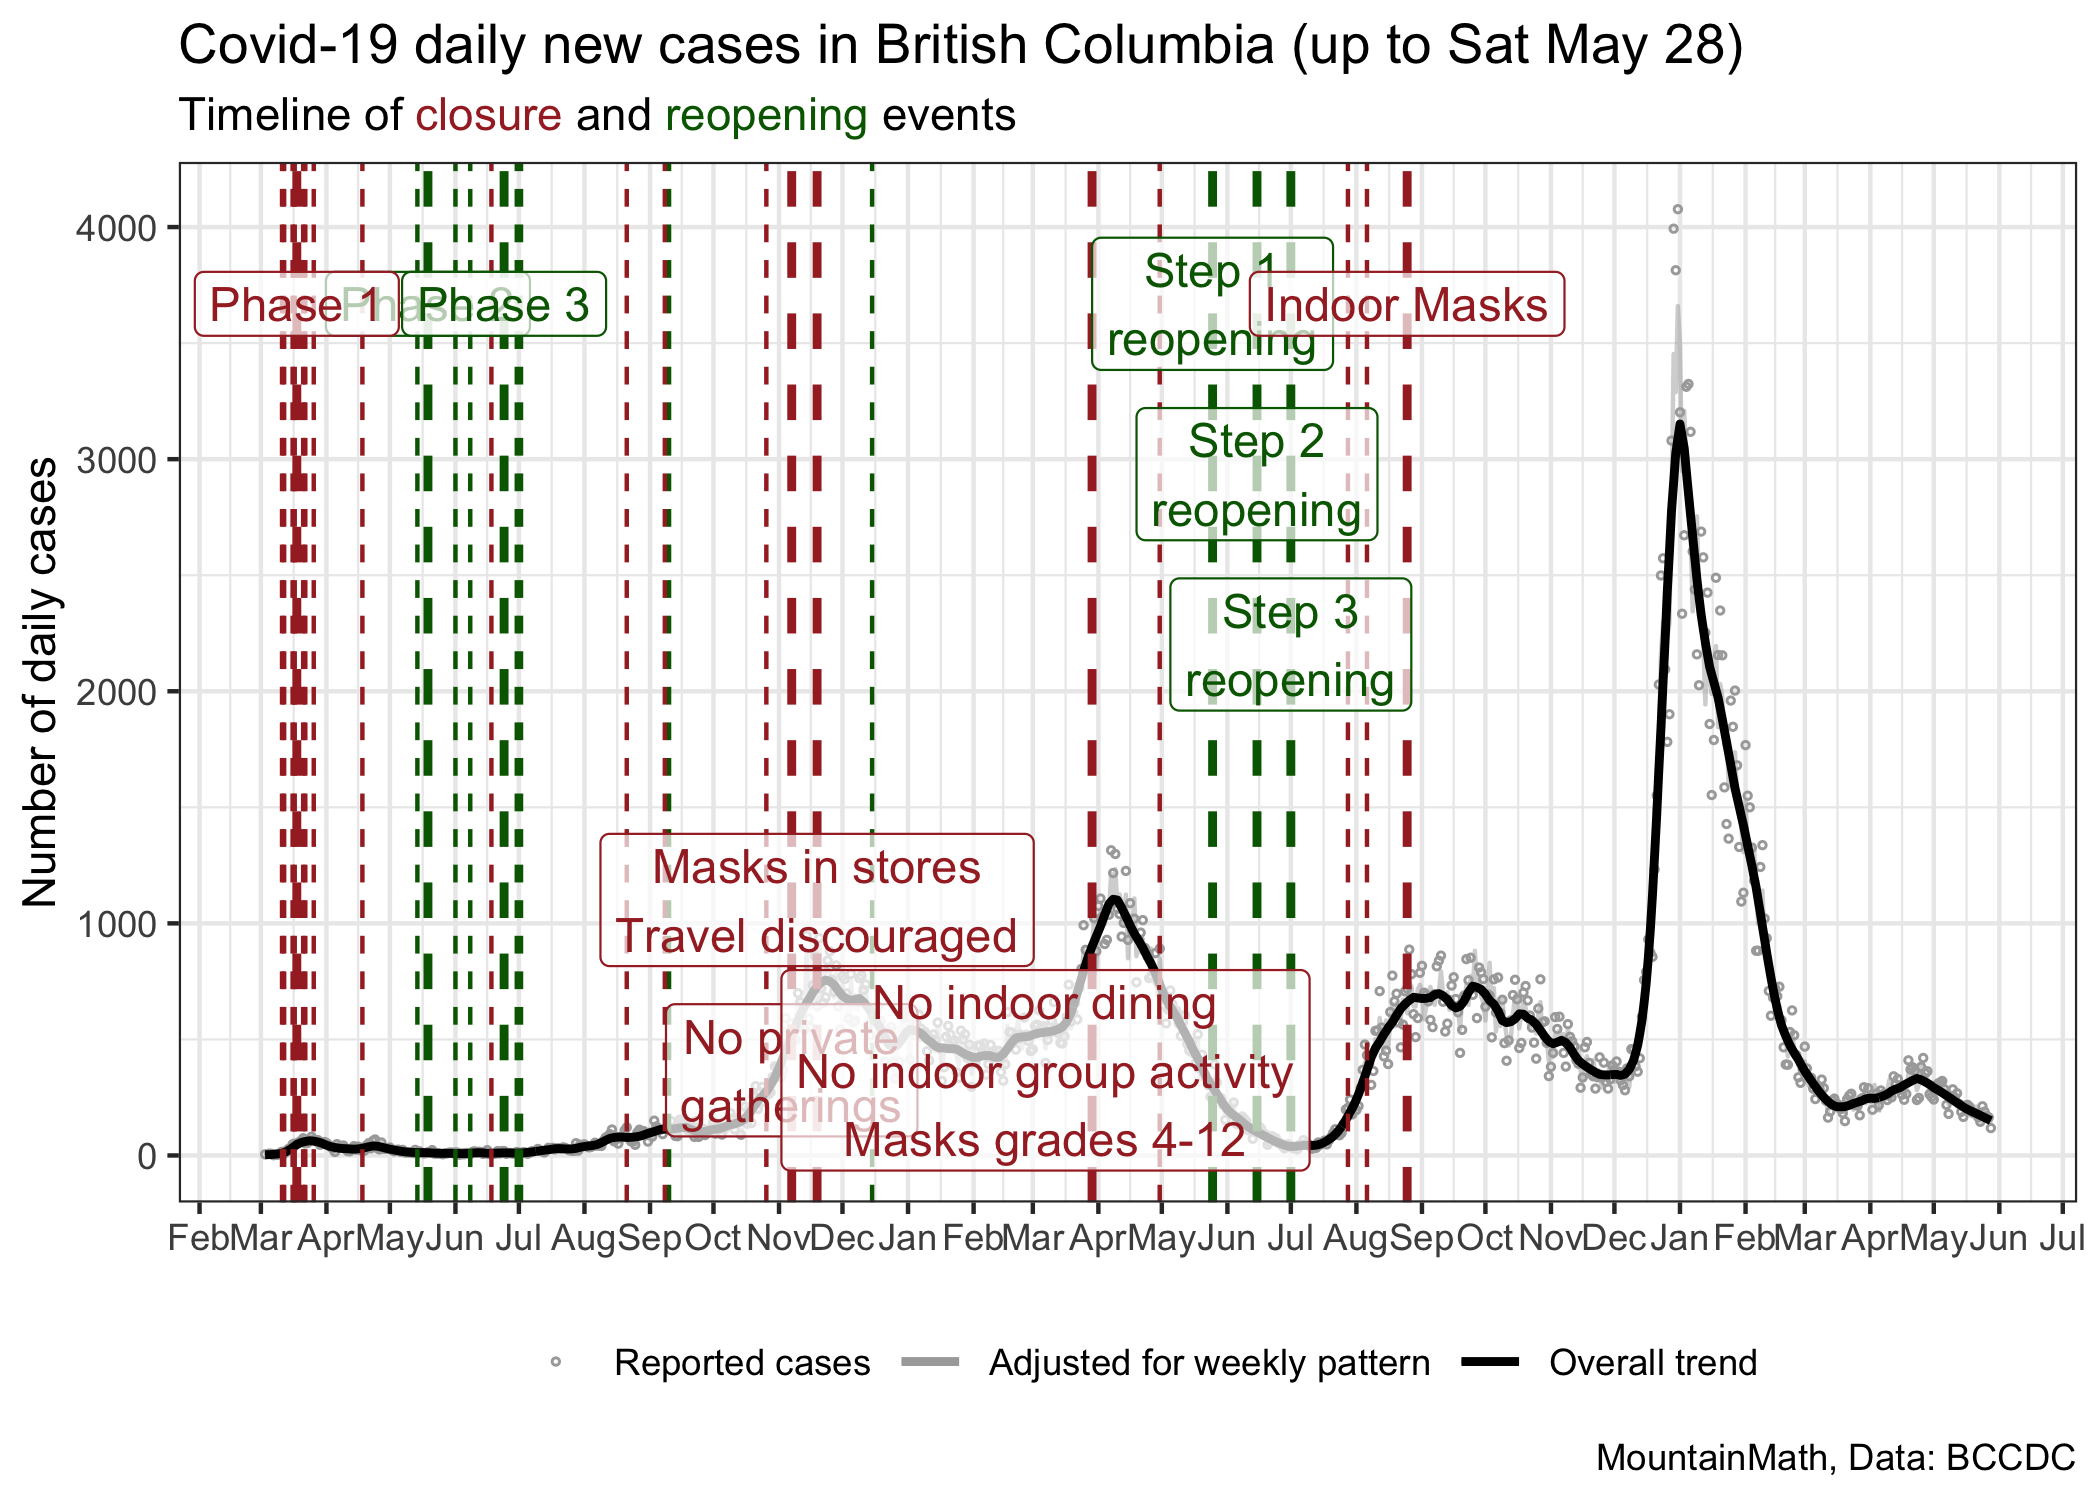 Covid-19 daily new cases in British Columbia (up to Sat May 28)
Timeline of closure and reopening events
Number of daily cases
4000
3000
2000
1000
0
Phase 1
Phase 2
Phase 3
Step 1
reopening
Indoor Masks
Step 2
reopening
Step 3
reopening
Masks in stores
Travel discouraged
No private
gatherings
No indoor dining
No indoor group activity
Masks grades 4-12
Feb Mar Apr May Jun Jul Aug Sep Oct Nov Dec Jan Feb Mar Apr May Jun Jul Aug Sep Oct Nov Dec Jan Feb Mar Apr May Jun Jul
Reported cases Adjusted for weekly pattern Overall trend
MountainMath, Data: BCCDC